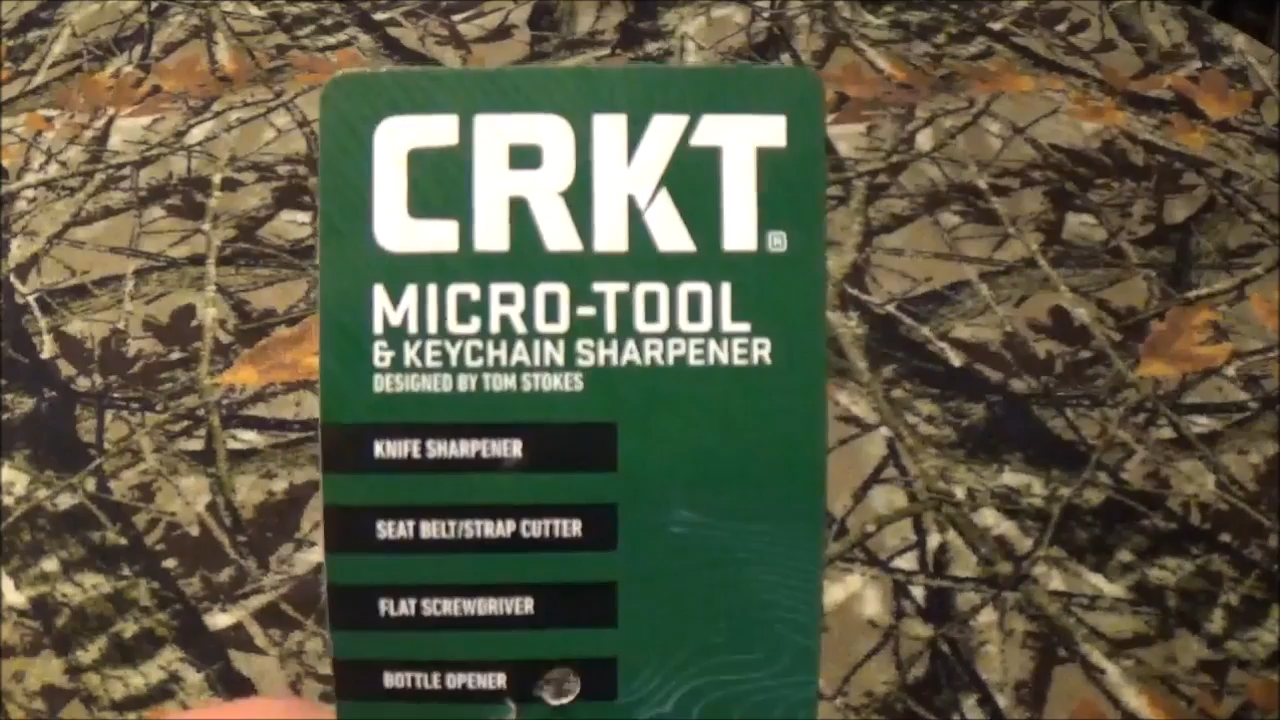 CRKT®
MICRO-TOOL
& KEYCHAIN SHARPENER
DESIGNED BY TOM STOKES
KNIFE SHARPENER
SEAT BELT/STRAP CUTTER
FLAT SCREWDRIVER
BOTTLE OPENER